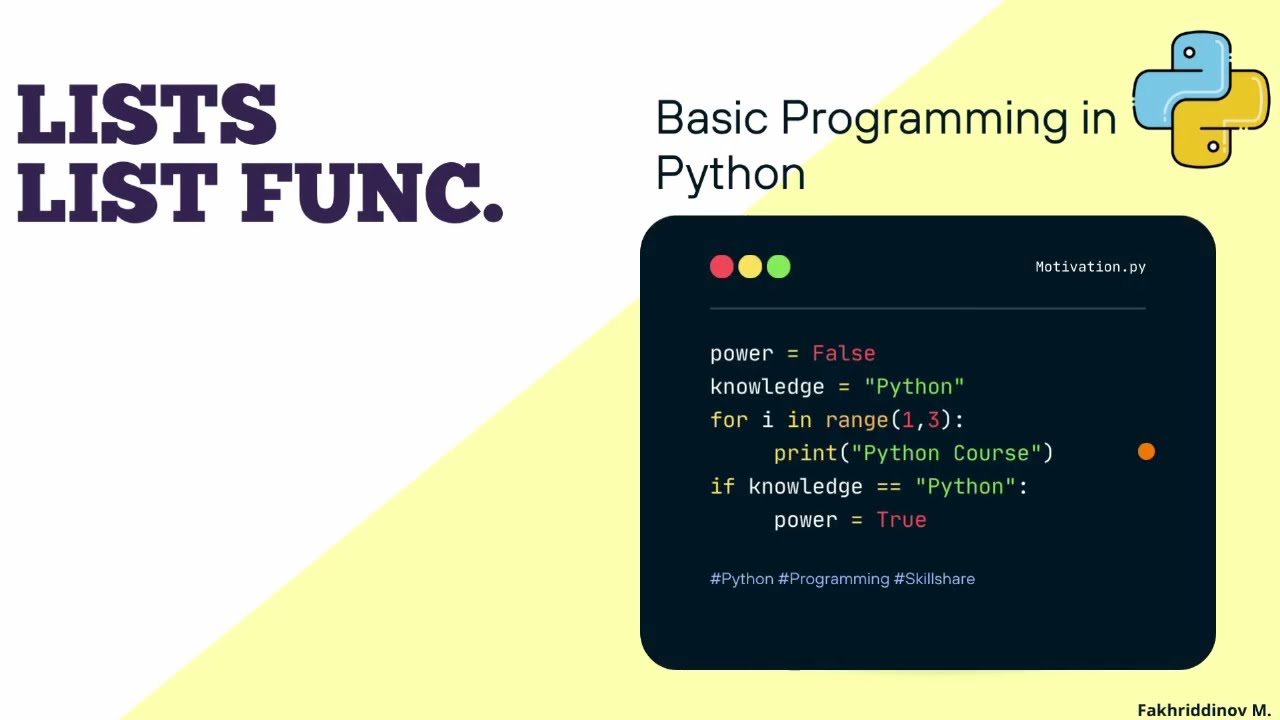 LISTS
LIST FUNC.
Basic Programming in
Python
Motivation.py
power = False
knowledge = "Python"
for i in range(1,3):
     print("Python Course")
if knowledge == "Python":
     power = True
#Python #Programming #Skillshare
Fakhriddinov M.